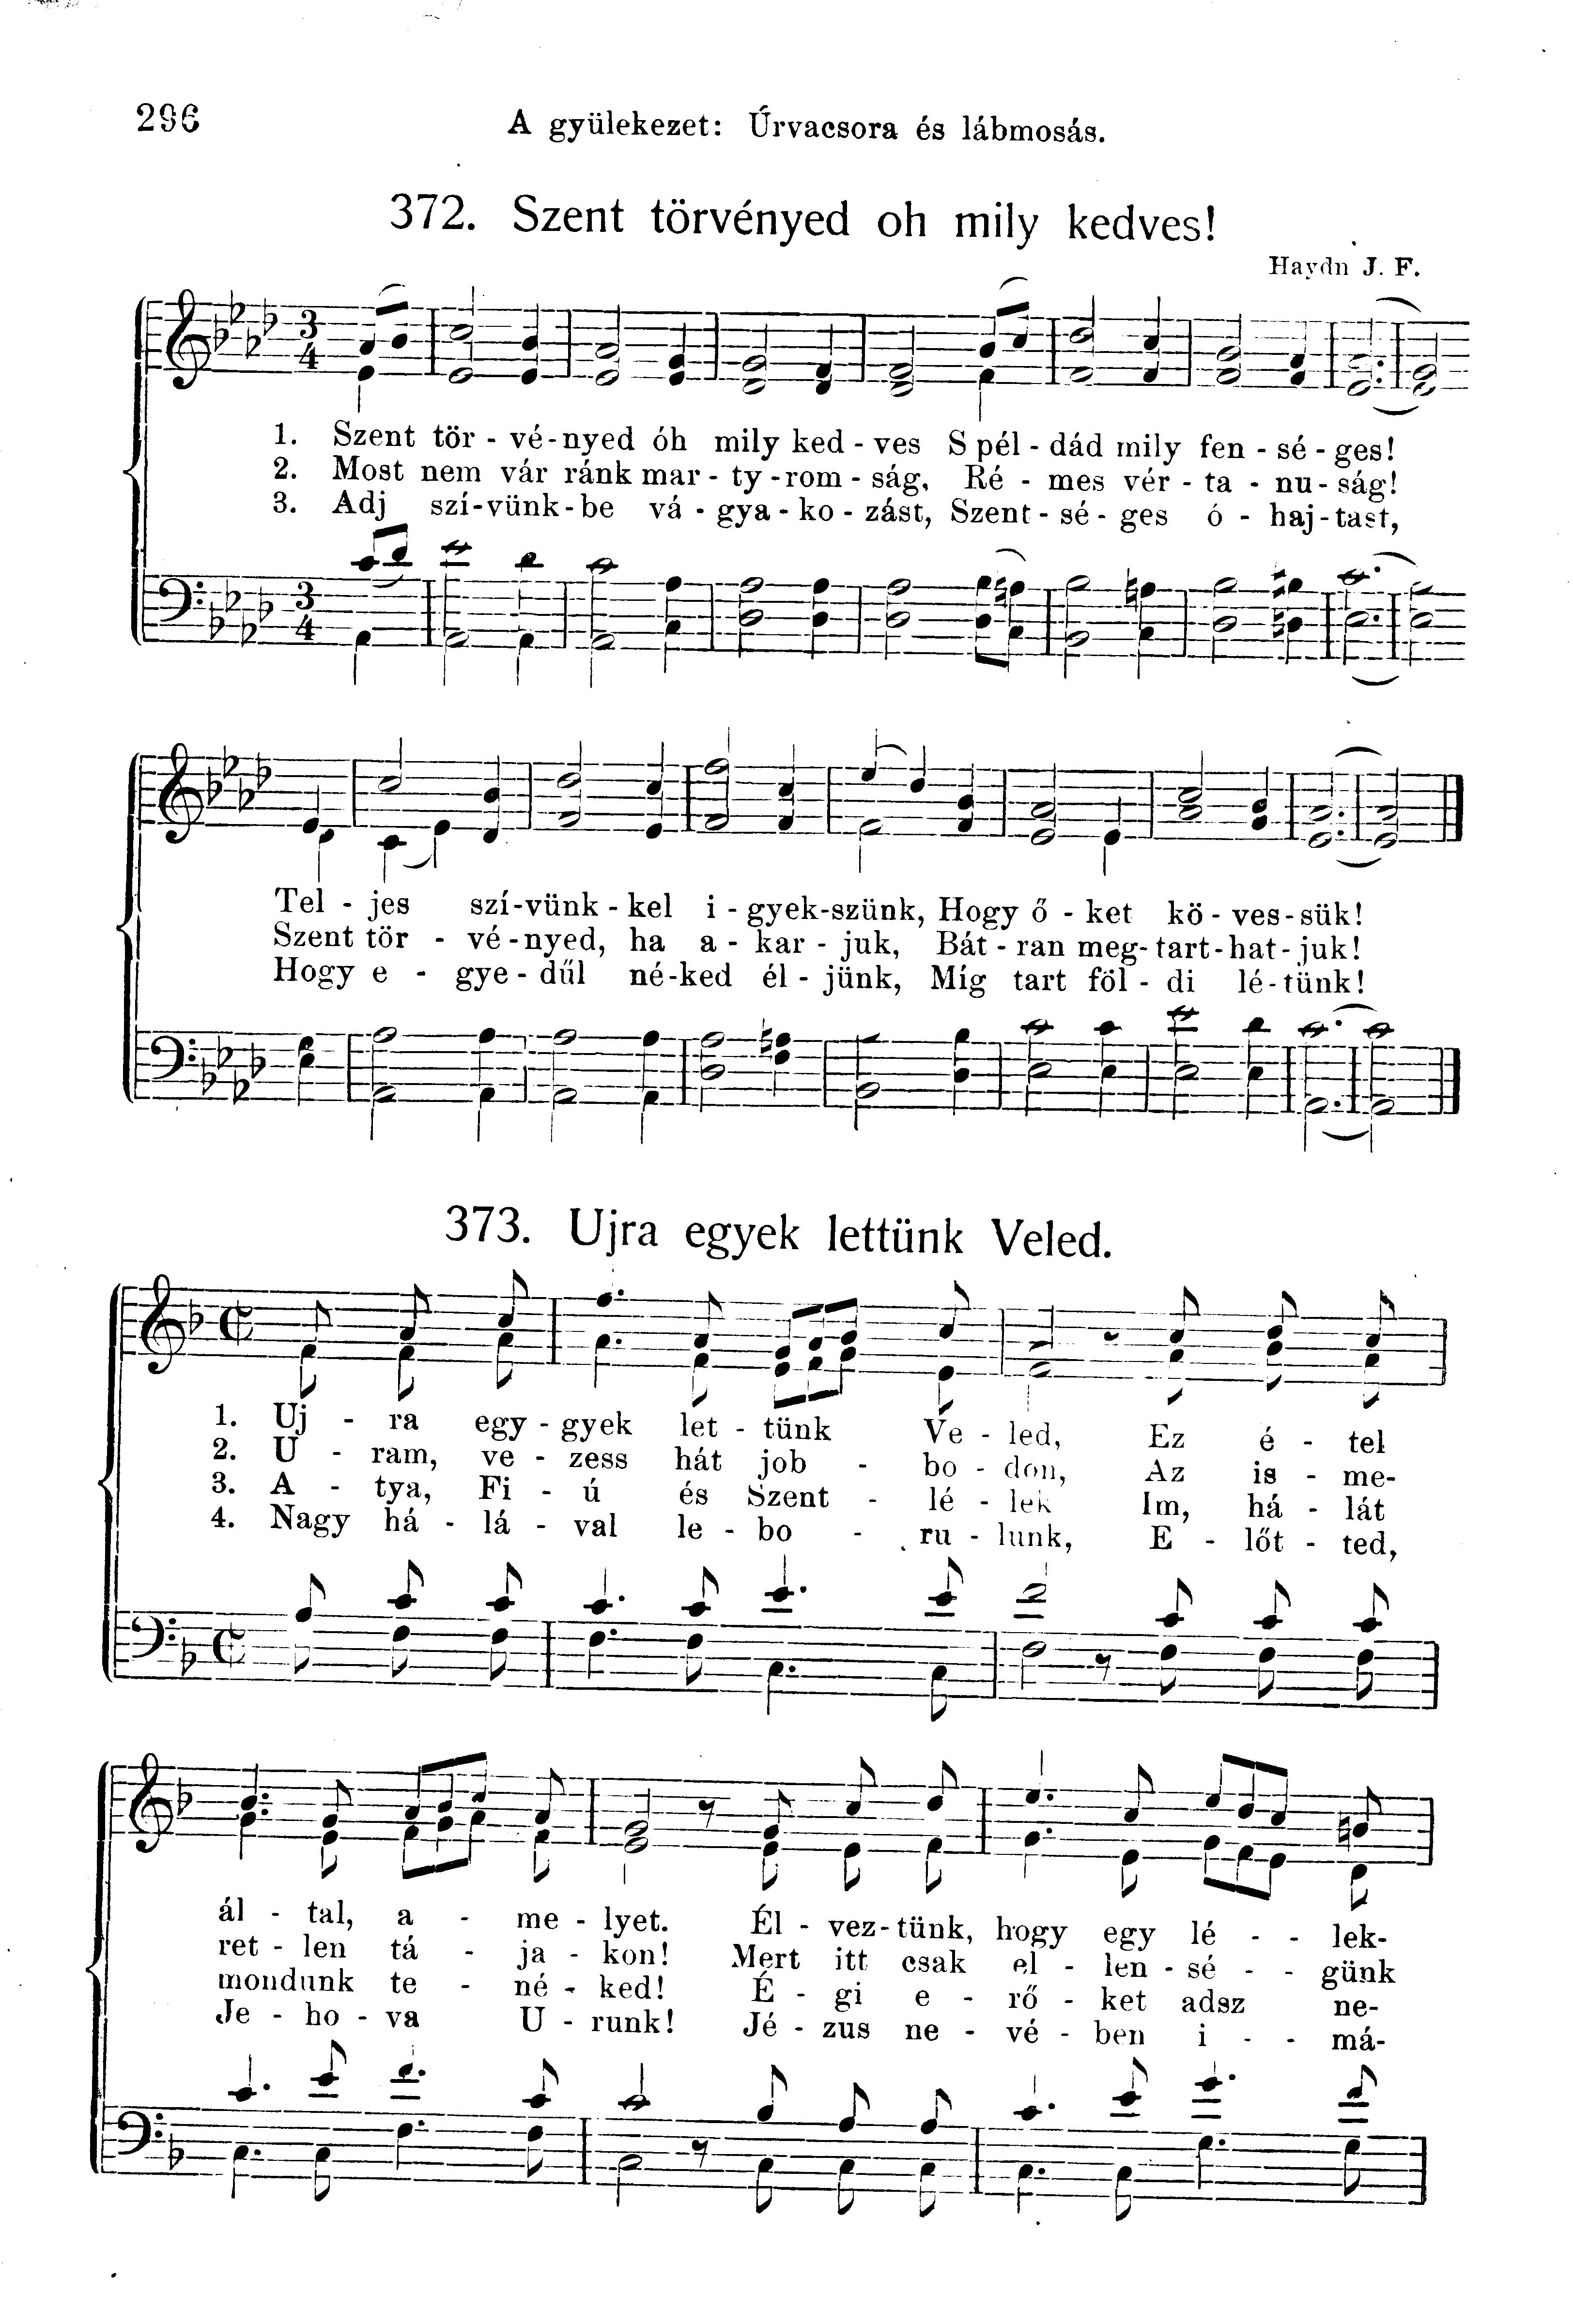 296
A gyülekezet: Úrvacsora és lábmosás.
372. Szent törvényed oh mily kedves!
Haydn J. F.
1. Szent tör - vé-nyed óh mily ked - ves S pél - dád mily fen - sé - ges!
2. Most nem vár ránk mar - ty - rom - ság, Ré - mes vér - ta - nu - ság!
3. Adj szí-vünk-be vá - gya - ko - zást, Szent - sé - ges ó - haj-tast,
Tel - jes szí-vünk - kel i - gyek-szünk, Hogy ő - ket kö - ves-sük!
Szent tör - vé-nyed, ha a - kar - juk, Bát - ran meg-tart-hat-juk!
Hogy e - gye - dűl né-ked él - jünk, Míg tart föl - di lé-tünk!
373. Ujra egyek lettünk Veled.
1. Uj - ra egy - gyek let - tünk Ve - led, Ez é - tel
2. U - ram, ve - zess hát job - bo - don, Az is - me-
3. A - tya, Fi - ú és Szent - lé - lek Im, há - lát
4. Nagy há - lá - val le - bo - ru - lunk, E - lőt - ted,
ál - tal, a - me - lyet. Él - vez-tünk, hogy egy lé - - lek-
ret - len tá - ja - kon! Mert itt csak el - len - sé - - günk
mondunk te - né - ked! É - gi e - rő - ket adsz ne-
Je - ho - va U - runk! Jé - zus ne - vé - ben i - - má-